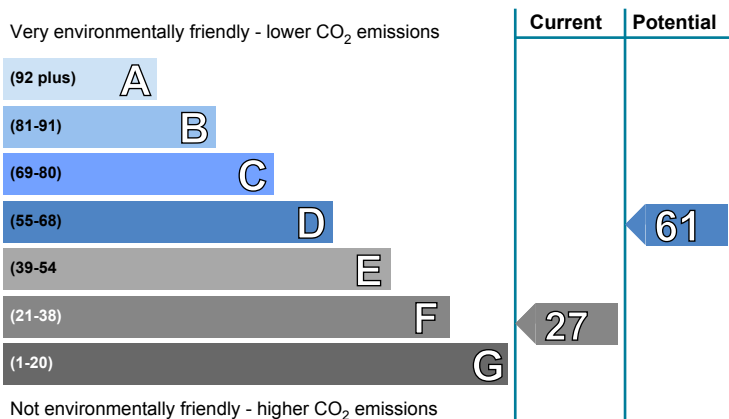 Very environmentally friendly - lower CO2 emissions
Current
Potential
(92 plus) A
(81-91) B
(69-80) C
(55-68) D
61
(39-54 E
(21-38) F
27
(1-20) G
Not environmentally friendly - higher CO2 emissions